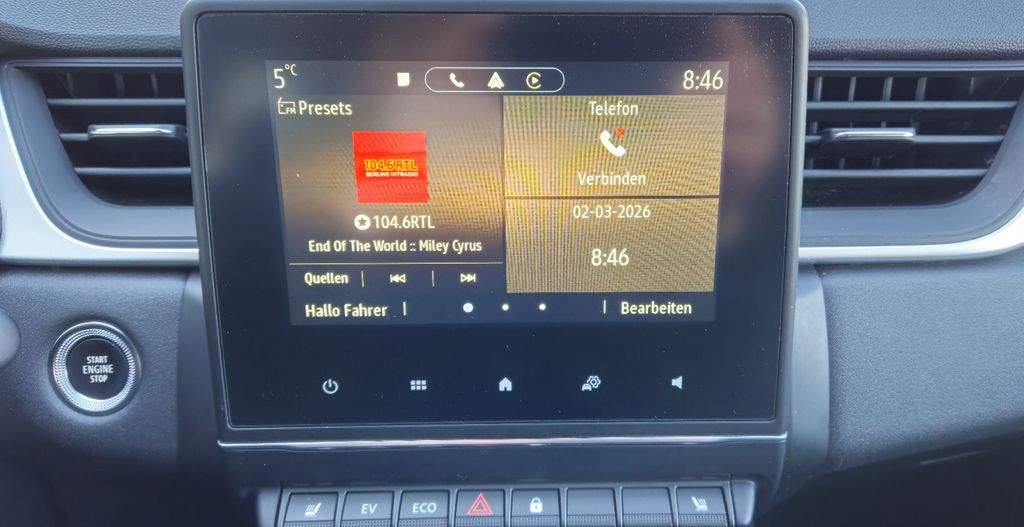 5°C
8:46
FM Presets
104.6 RTL
BERLINS HITRADIO
104.6RTL
End Of The World :: Miley Cyrus
Quellen
Hallo Fahrer
Telefon
Verbinden
02-03-2026
8:46
Bearbeiten
START
ENGINE
STOP
EV
ECO